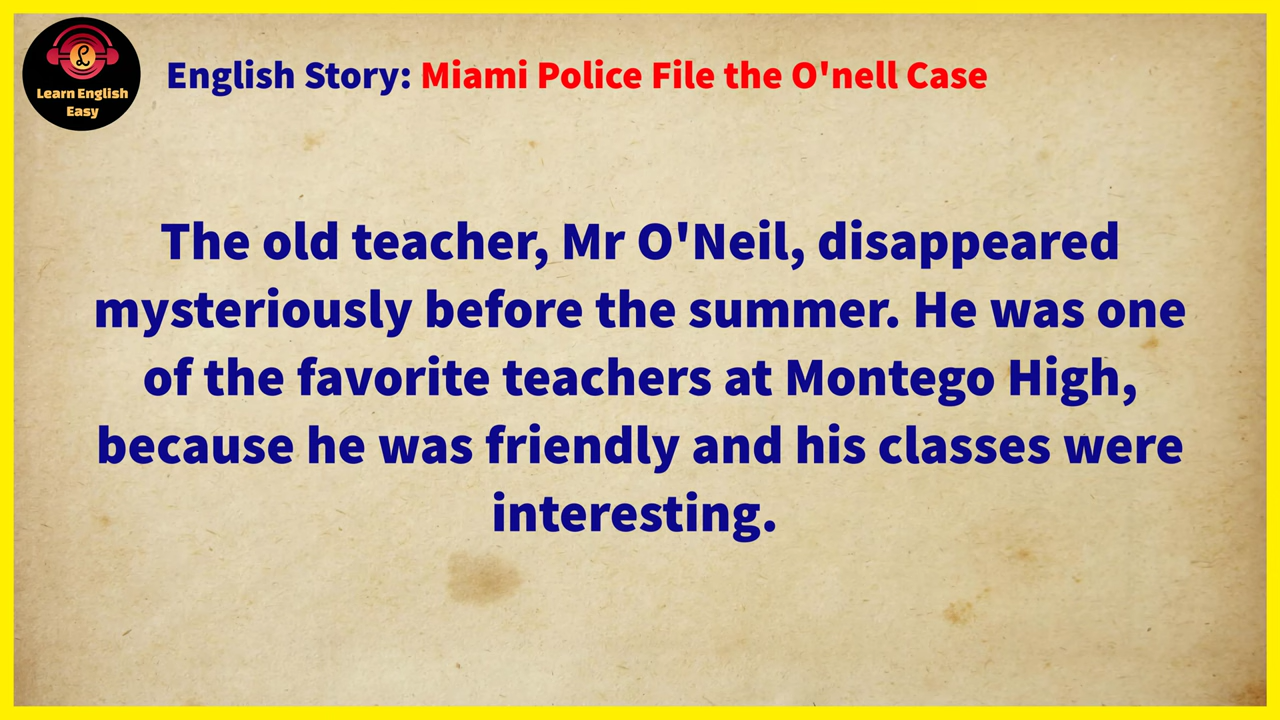 L
Learn English
Easy
English Story: Miami Police File the O'nell Case
The old teacher, Mr O'Neil, disappeared
mysteriously before the summer. He was one
of the favorite teachers at Montego High,
because he was friendly and his classes were
interesting.